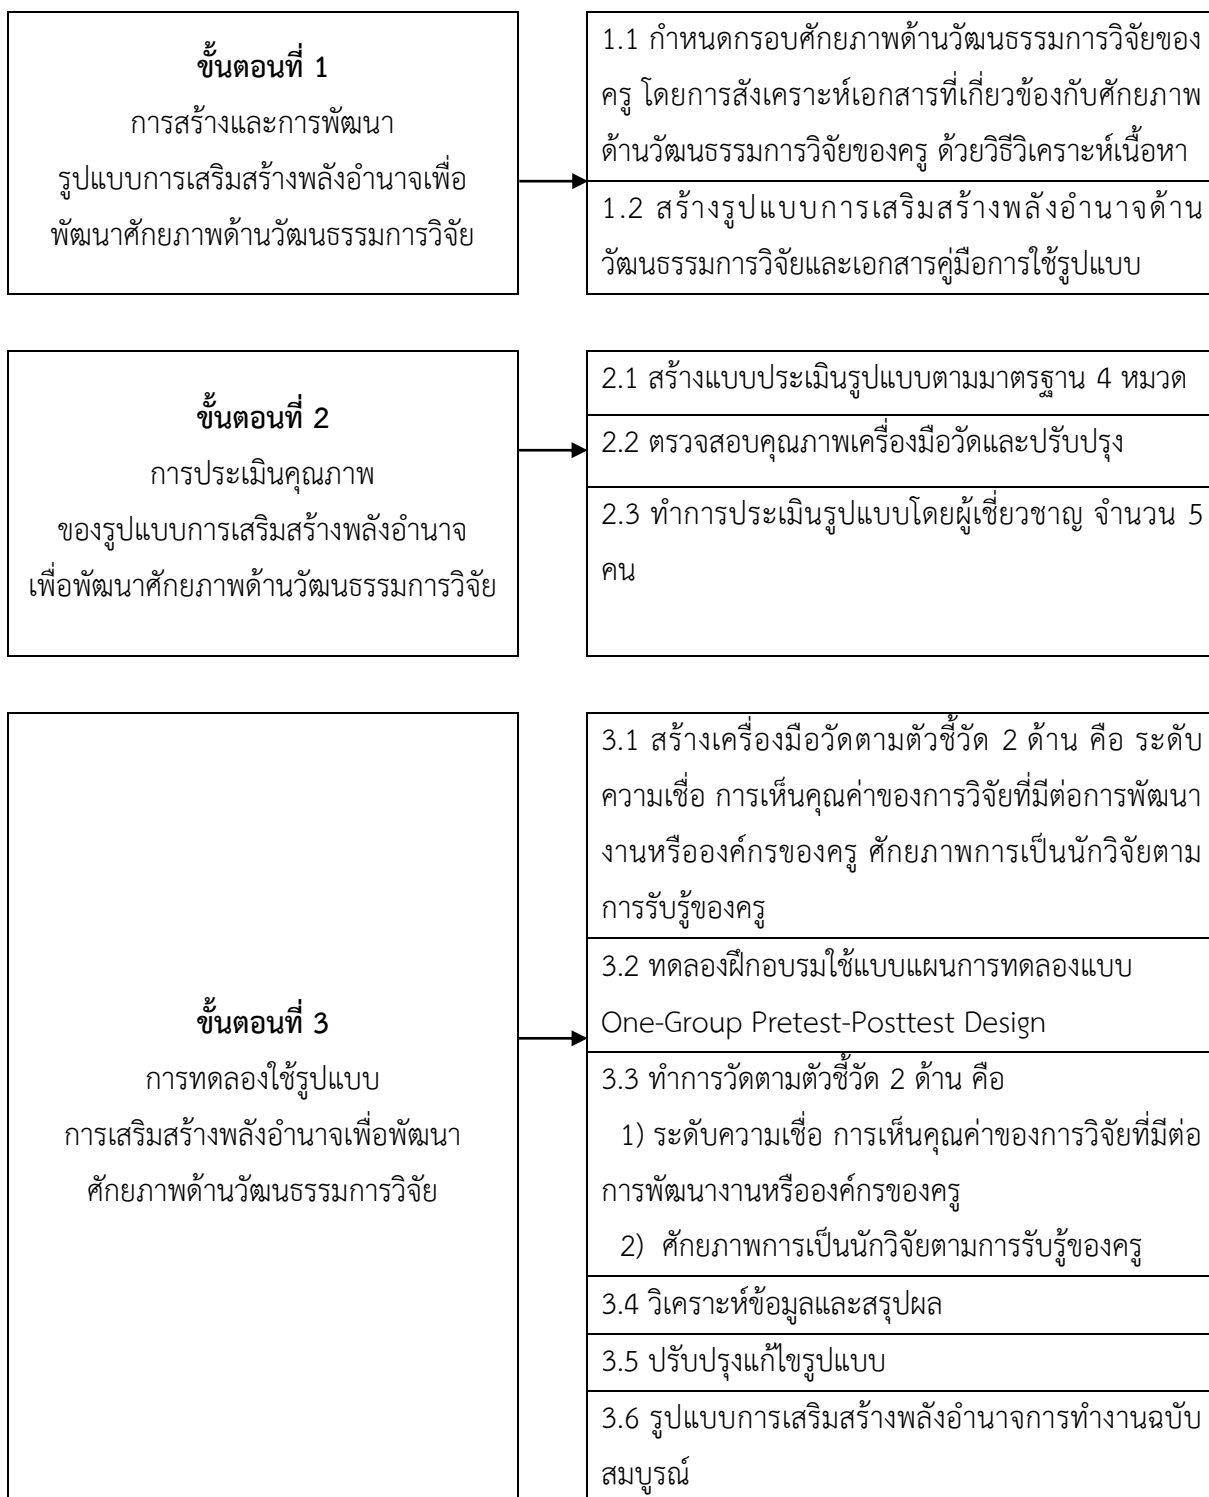 ขั้นตอนที่ 1
การสร้างและการพัฒนา
รูปแบบการเสริมสร้างพลังอำนาจเพื่อ
พัฒนาศักยภาพด้านวัฒนธรรมการวิจัย
1.1 กำหนดกรอบศักยภาพด้านวัฒนธรรมการวิจัยของ
ครู โดยการสังเคราะห์เอกสารที่เกี่ยวข้องกับศักยภาพ
ด้านวัฒนธรรมการวิจัยของครู ด้วยวิธีวิเคราะห์เนื้อหา
1.2 สร้างรูปแบบการเสริมสร้างพลังอำนาจด้าน
วัฒนธรรมการวิจัยและเอกสารคู่มือการใช้รูปแบบ
ขั้นตอนที่ 2
การประเมินคุณภาพ
ของรูปแบบการเสริมสร้างพลังอำนาจ
เพื่อพัฒนาศักยภาพด้านวัฒนธรรมการวิจัย
2.1 สร้างแบบประเมินรูปแบบตามมาตรฐาน 4 หมวด
2.2 ตรวจสอบคุณภาพเครื่องมือวัดและปรับปรุง
2.3 ทำการประเมินรูปแบบโดยผู้เชี่ยวชาญ จำนวน 5
คน
ขั้นตอนที่ 3
การทดลองใช้รูปแบบ
การเสริมสร้างพลังอำนาจเพื่อพัฒนา
ศักยภาพด้านวัฒนธรรมการวิจัย
3.1 สร้างเครื่องมือวัดตามตัวชี้วัด 2 ด้าน คือ ระดับ
ความเชื่อ การเห็นคุณค่าของการวิจัยที่มีต่อการพัฒนา
งานหรือองค์กรของครู ศักยภาพการเป็นนักวิจัยตาม
การรับรู้ของครู
3.2 ทดลองฝึกอบรมใช้แบบแผนการทดลองแบบ
One-Group Pretest-Posttest Design
3.3 ทำการวัดตามตัวชี้วัด 2 ด้าน คือ
1) ระดับความเชื่อ การเห็นคุณค่าของการวิจัยที่มีต่อ
การพัฒนางานหรือองค์กรของครู
2) ศักยภาพการเป็นนักวิจัยตามการรับรู้ของครู
3.4 วิเคราะห์ข้อมูลและสรุปผล
3.5 ปรับปรุงแก้ไขรูปแบบ
3.6 รูปแบบการเสริมสร้างพลังอำนาจการทำงานฉบับ
สมบูรณ์